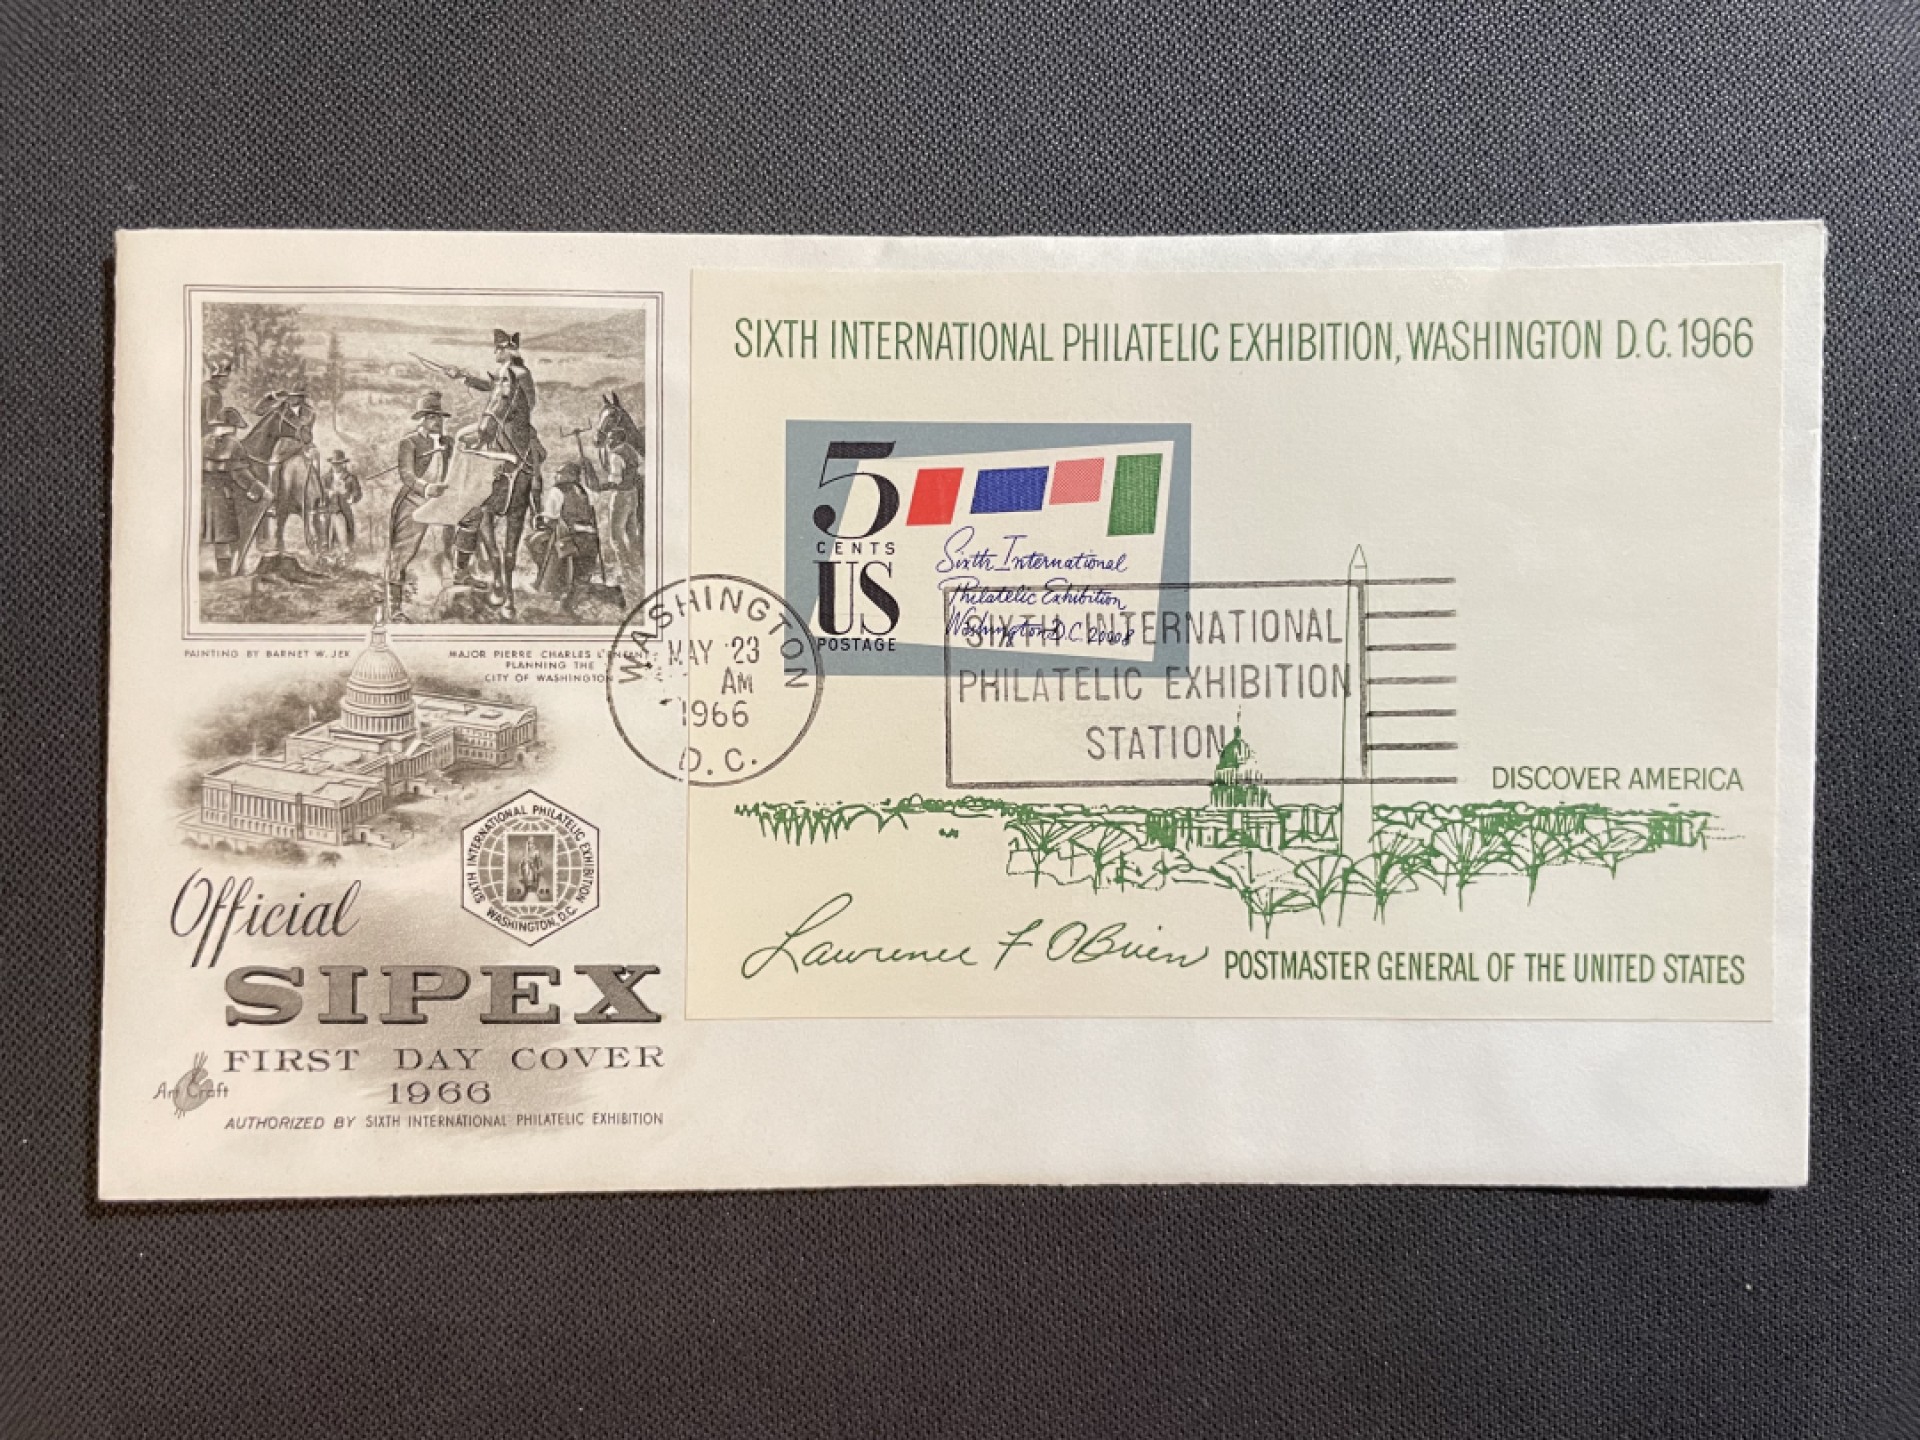 SIXTH INTERNATIONAL PHILATELIC EXHIBITION, WASHINGTON D.C. 1966
5
CENTS
US
POSTAGE
Sixth International
Philatelic Exhibition
Washington D.C. 20008
WASHINGTON
MAY 23
AM
1966
D.C.
SIXTH INTERNATIONAL
PHILATELIC EXHIBITION
STATION
DISCOVER AMERICA
Lawrence F O'Brien
POSTMASTER GENERAL OF THE UNITED STATES
PAINTING BY BARNET W. JEX
MAJOR PIERRE CHARLES L'ENFANT
PLANNING THE
CITY OF WASHINGTON
SIXTH INTERNATIONAL PHILATELIC EXHIBITION
WASHINGTON, D.C.
Official
SIPEX
FIRST DAY COVER
1966
Art Craft
AUTHORIZED BY SIXTH INTERNATIONAL PHILATELIC EXHIBITION